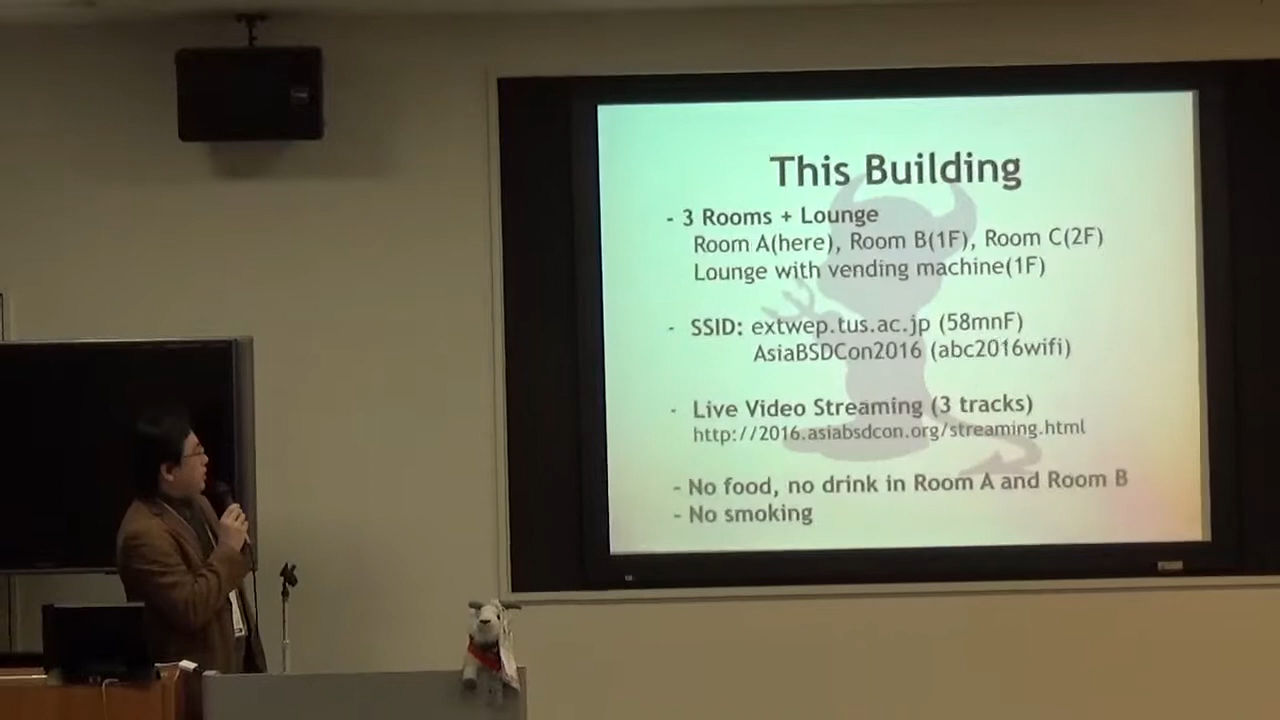 This Building
- 3 Rooms + Lounge
Room A(here), Room B(1F), Room C(2F)
Lounge with vending machine(1F)
- SSID: extwep.tus.ac.jp (58mnF)
AsiaBSDCon2016 (abc2016wifi)
- Live Video Streaming (3 tracks)
http://2016.asiabsdcon.org/streaming.html
- No food, no drink in Room A and Room B
- No smoking